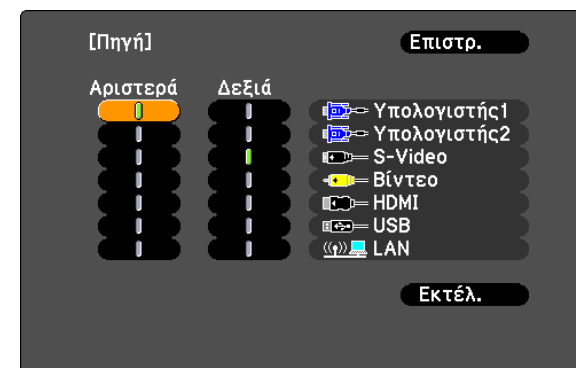 [Πηγή] Επιστρ.
Αριστερά Δεξιά
Υπολογιστής1
Υπολογιστής2
S-Video
Βίντεο
HDMI
USB
LAN
Εκτέλ.